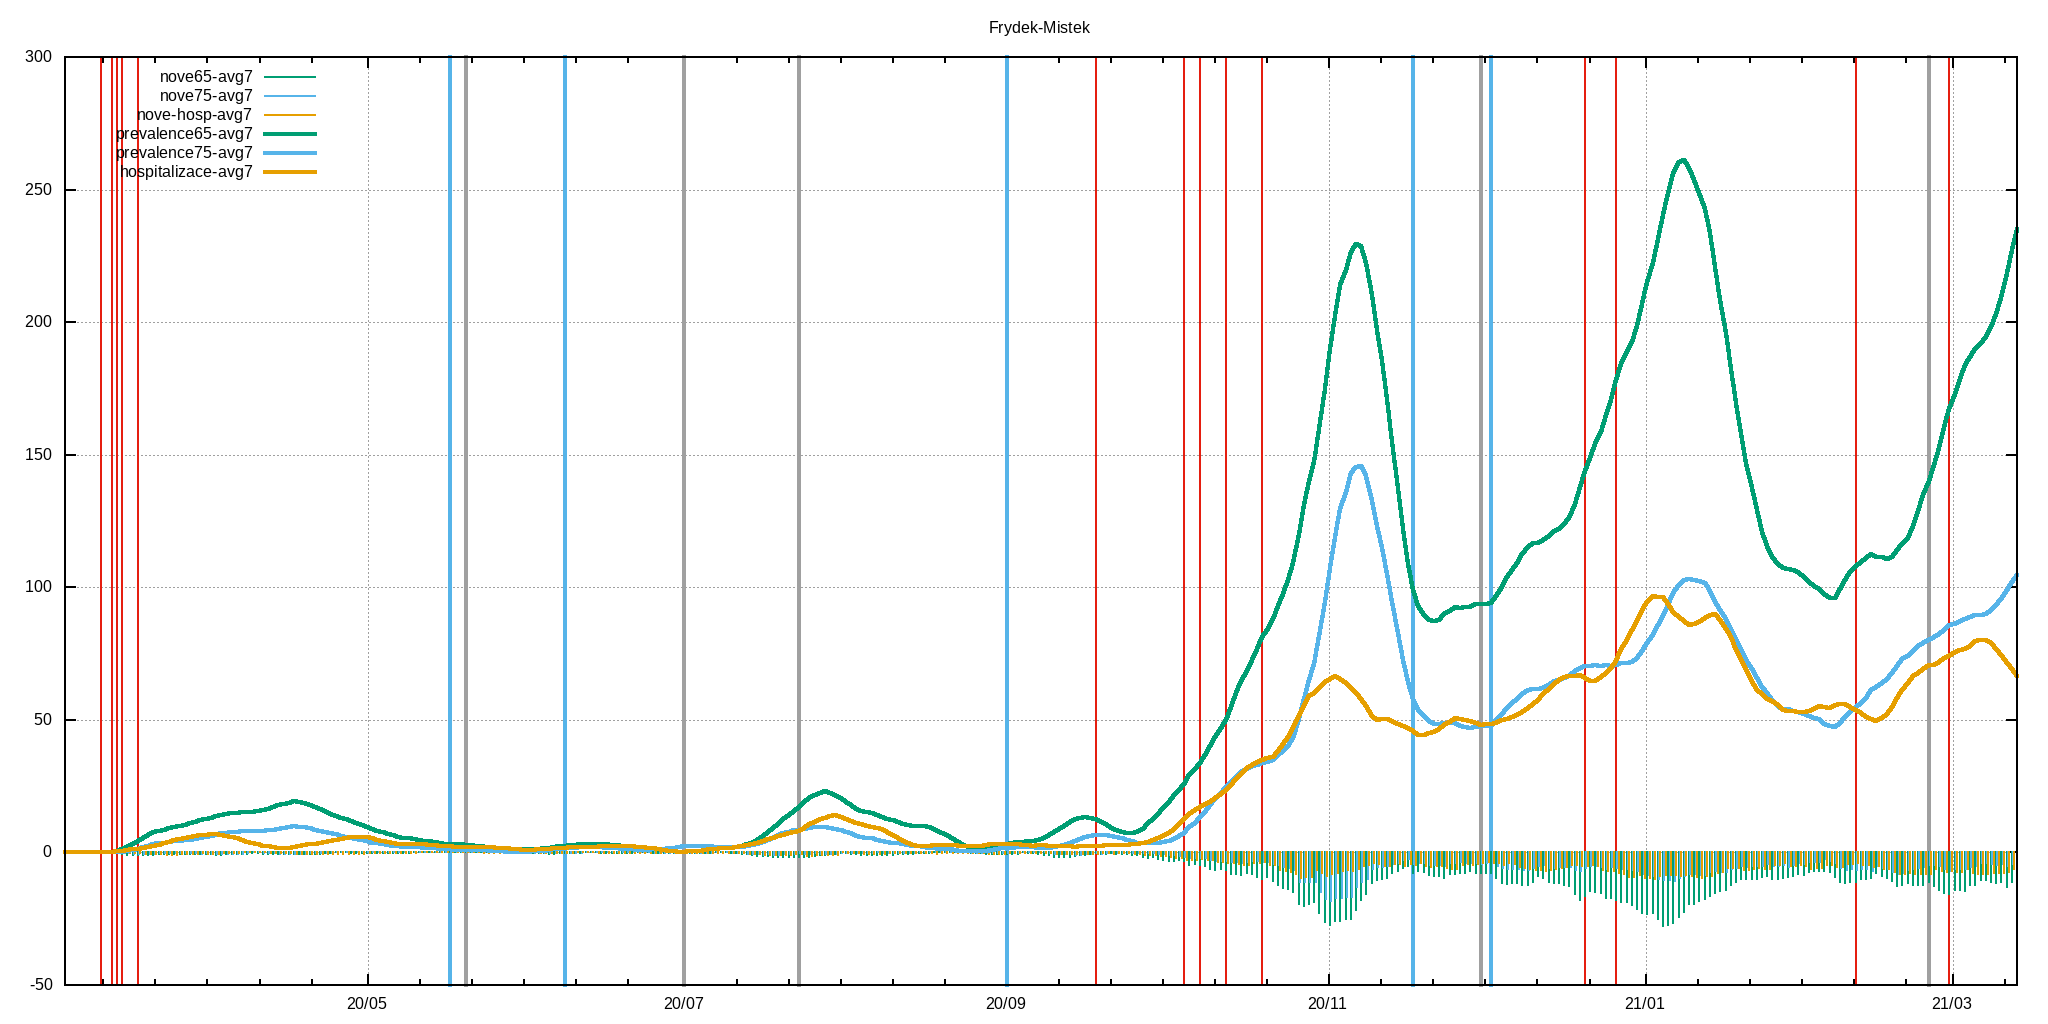 Frydek-Mistek
300
250
200
150
100
50
0
-50
nove65-avg7
nove75-avg7
nove-hosp-avg7
prevalence65-avg7
prevalence75-avg7
hospitalizace-avg7
20/05 20/07 20/09 20/11 21/01 21/03